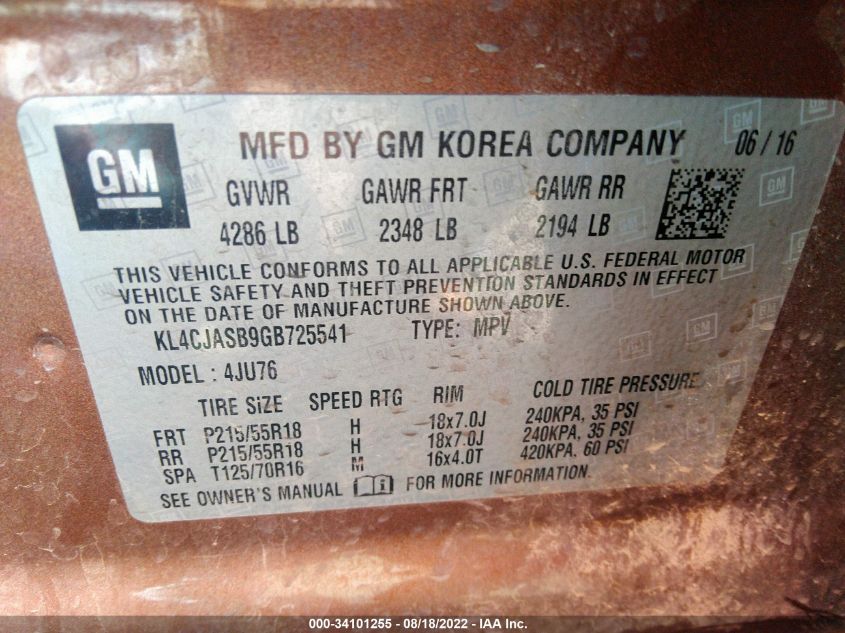 GM
MFD BY GM KOREA COMPANY 06 / 16
GVWR GAWR FRT GAWR RR
4286 LB 2348 LB 2194 LB
THIS VEHICLE CONFORMS TO ALL APPLICABLE U.S. FEDERAL MOTOR
VEHICLE SAFETY AND THEFT PREVENTION STANDARDS IN EFFECT
ON THE DATE OF MANUFACTURE SHOWN ABOVE.
KL4CJASB9GB725541 TYPE: MPV
MODEL : 4JU76
TIRE SIZE SPEED RTG RIM COLD TIRE PRESSURE
FRT P215/55R18 H 18x7.0J 240KPA, 35 PSI
RR P215/55R18 H 18x7.0J 240KPA, 35 PSI
SPA T125/70R16 M 16x4.0T 420KPA, 60 PSI
SEE OWNER'S MANUAL FOR MORE INFORMATION.
000-34101255 - 08/18/2022 - IAA Inc.